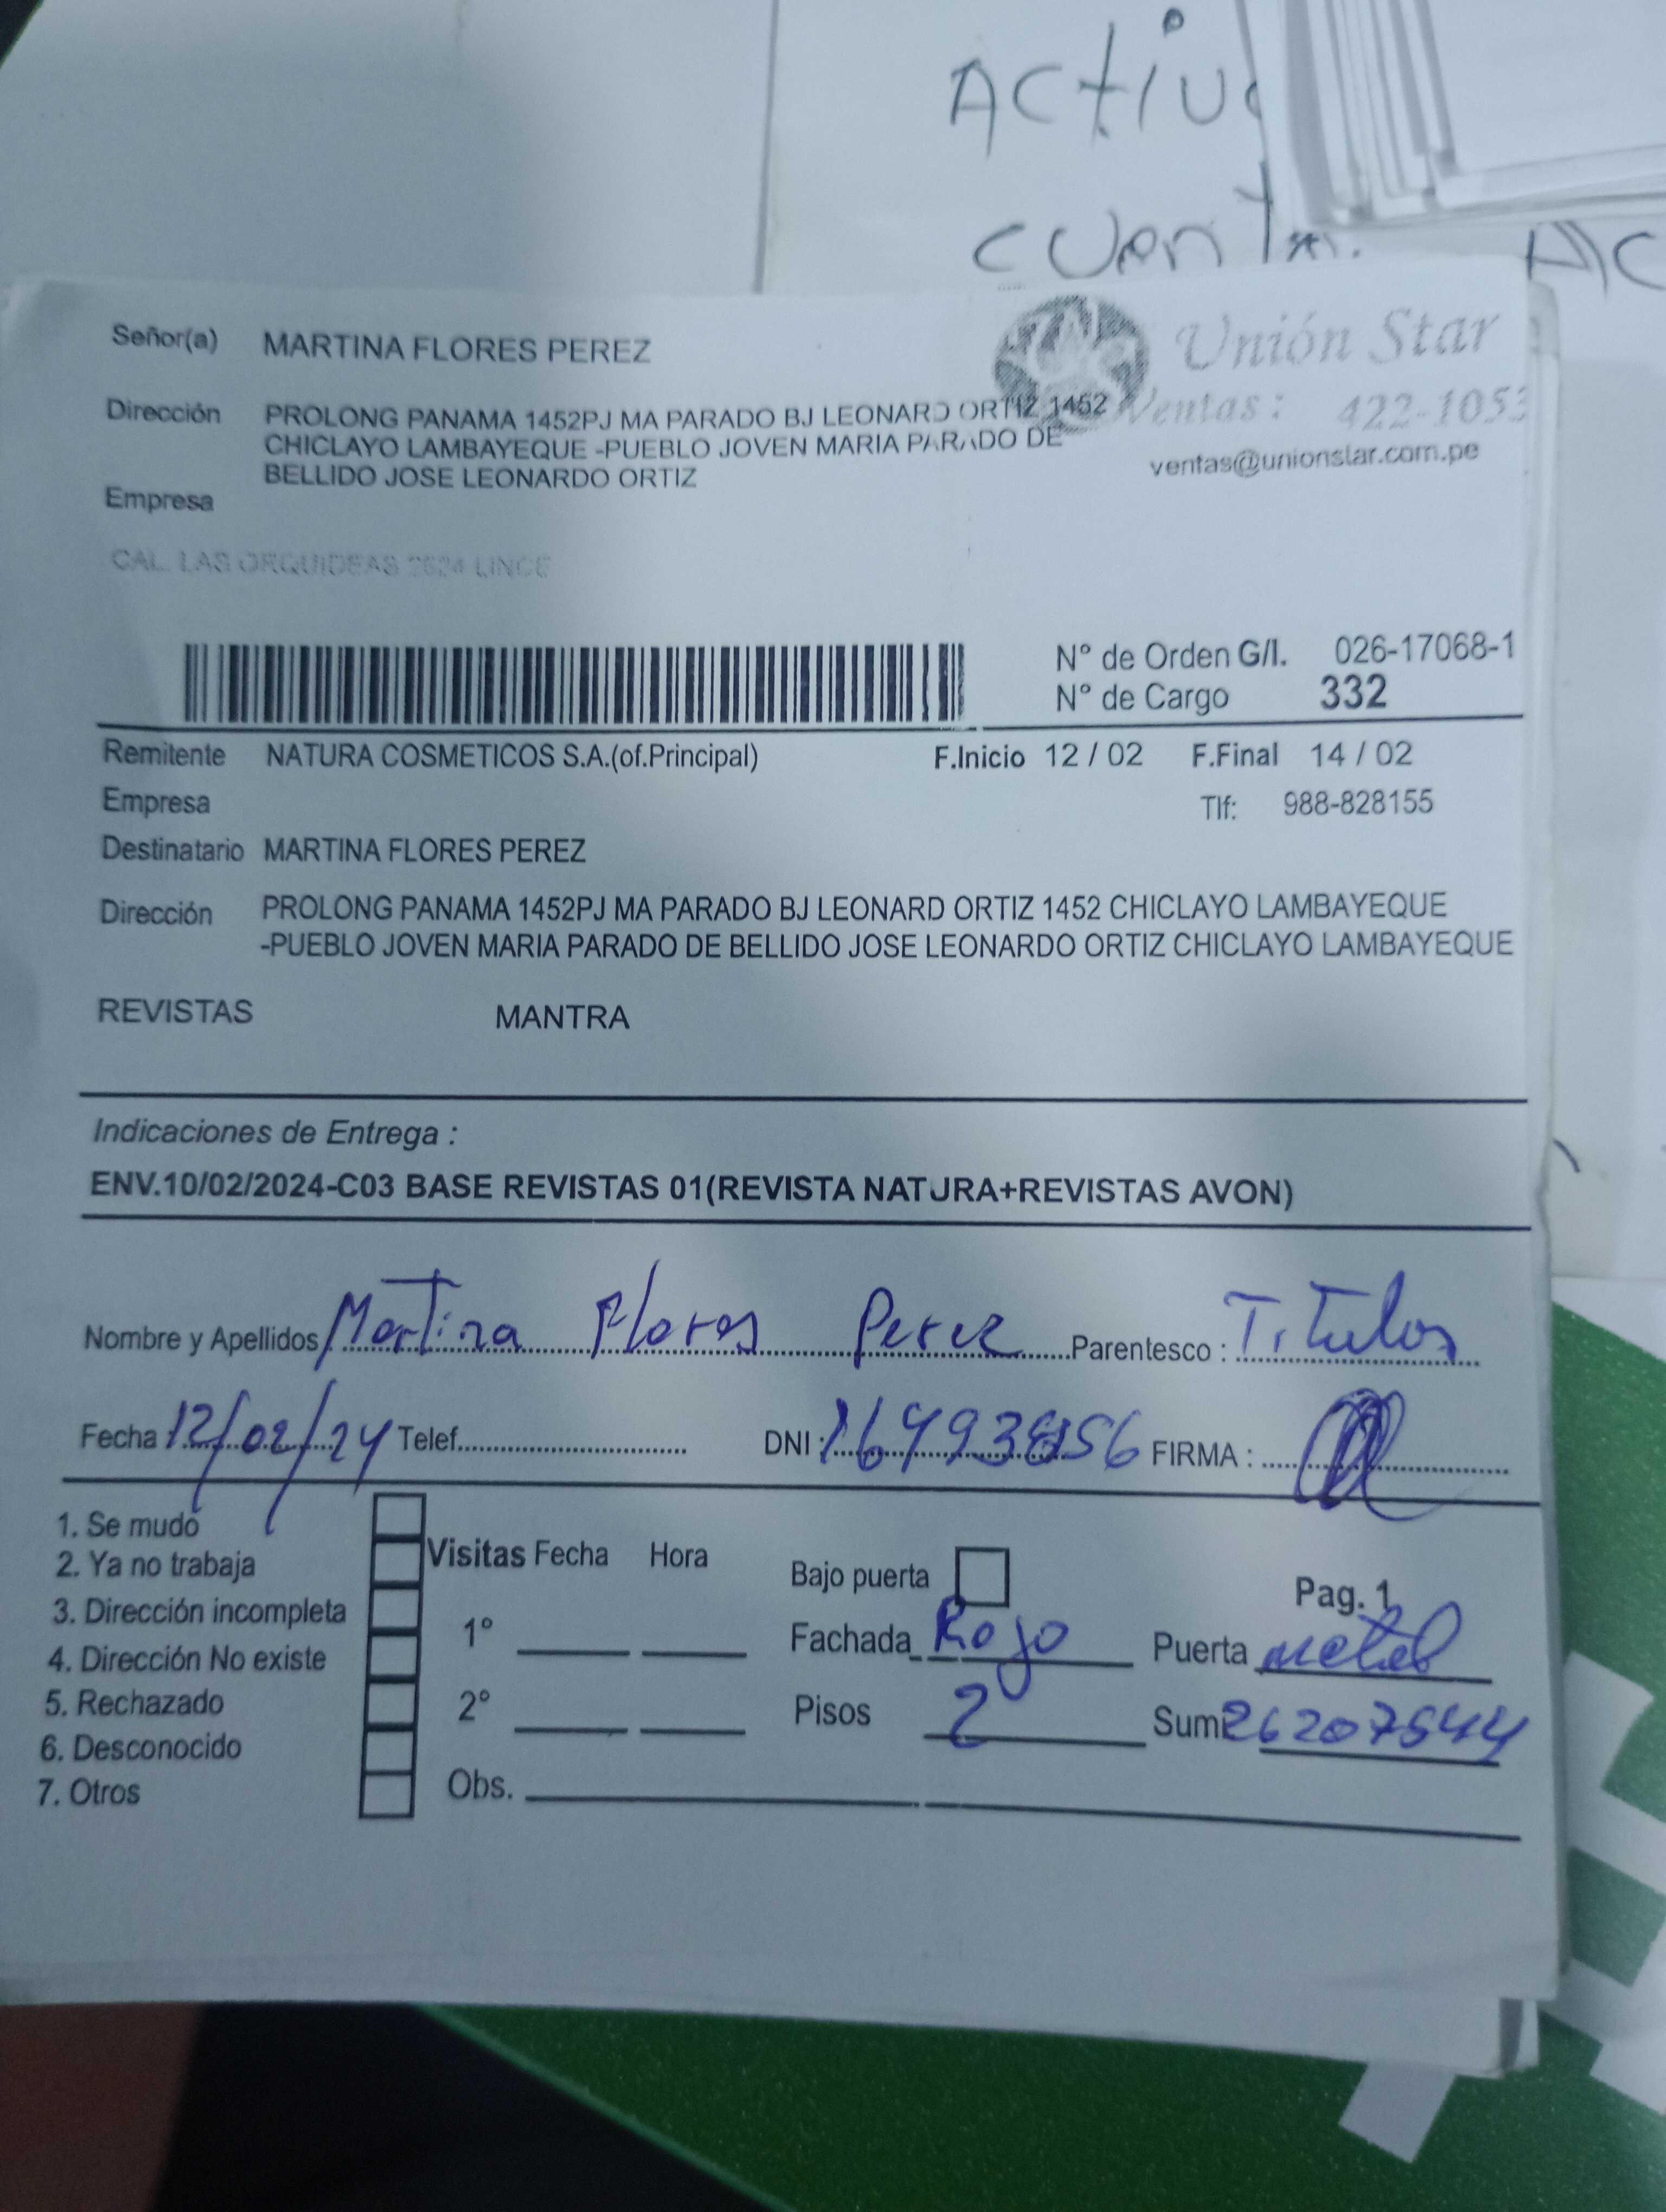 cuenta.
Señor(a) MARTINA FLORES PEREZ
Unión Star
Dirección PROLONG PANAMA 1452PJ MA PARADO BJ LEONARD ORTIZ 1452
CHICLAYO LAMBAYEQUE -PUEBLO JOVEN MARIA PARADO DE
BELLIDO JOSE LEONARDO ORTIZ
Ventas: 422-1053
ventas@unionstar.com.pe
Empresa
CAL. LAS ORQUIDEAS 2624 LINCE
N° de Orden G/I. 026-17068-1
N° de Cargo 332
Remitente NATURA COSMETICOS S.A.(of.Principal) F.Inicio 12 / 02 F.Final 14 / 02
Empresa Tlf: 988-828155
Destinatario MARTINA FLORES PEREZ
Dirección PROLONG PANAMA 1452PJ MA PARADO BJ LEONARD ORTIZ 1452 CHICLAYO LAMBAYEQUE
-PUEBLO JOVEN MARIA PARADO DE BELLIDO JOSE LEONARDO ORTIZ CHICLAYO LAMBAYEQUE
REVISTAS MANTRA
Indicaciones de Entrega :
ENV.10/02/2024-C03 BASE REVISTAS 01(REVISTA NATURA+REVISTAS AVON)
Nombre y Apellidos Martina Flores Perez Parentesco : Titular
Fecha 12/02/24 Telef. DNI : FIRMA :
1. Se mudó
2. Ya no trabaja
3. Dirección incompleta
4. Dirección No existe
5. Rechazado
6. Desconocido
7. Otros
Visitas Fecha Hora
1°
2°
Obs.
Bajo puerta Pag. 1
Fachada Rojo Puerta metal
Pisos 2 Sum 26207544